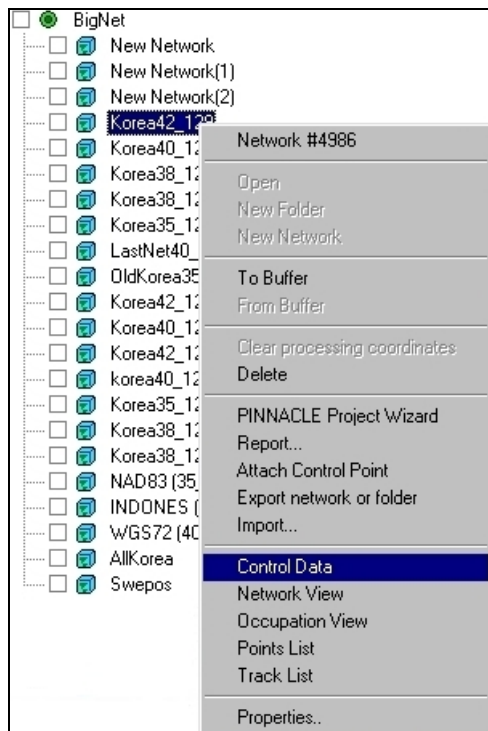 BigNet
New Network
New Network(1)
New Network(2)
Korea42_129
Korea40_12
Korea38_12
Korea38_12
Korea35_12
LastNet40_
OldKorea35
Korea42_12
Korea40_12
Korea42_12
korea40_12
Korea35_12
Korea38_12
Korea38_12
NAD83 (35_
INDONES (
WGS72 (40
AllKorea
Swepos
Network #4986
Open
New Folder
New Network
To Buffer
From Buffer
Clear processing coordinates
Delete
PINNACLE Project Wizard
Report...
Attach Control Point
Export network or folder
Import...
Control Data
Network View
Occupation View
Points List
Track List
Properties..